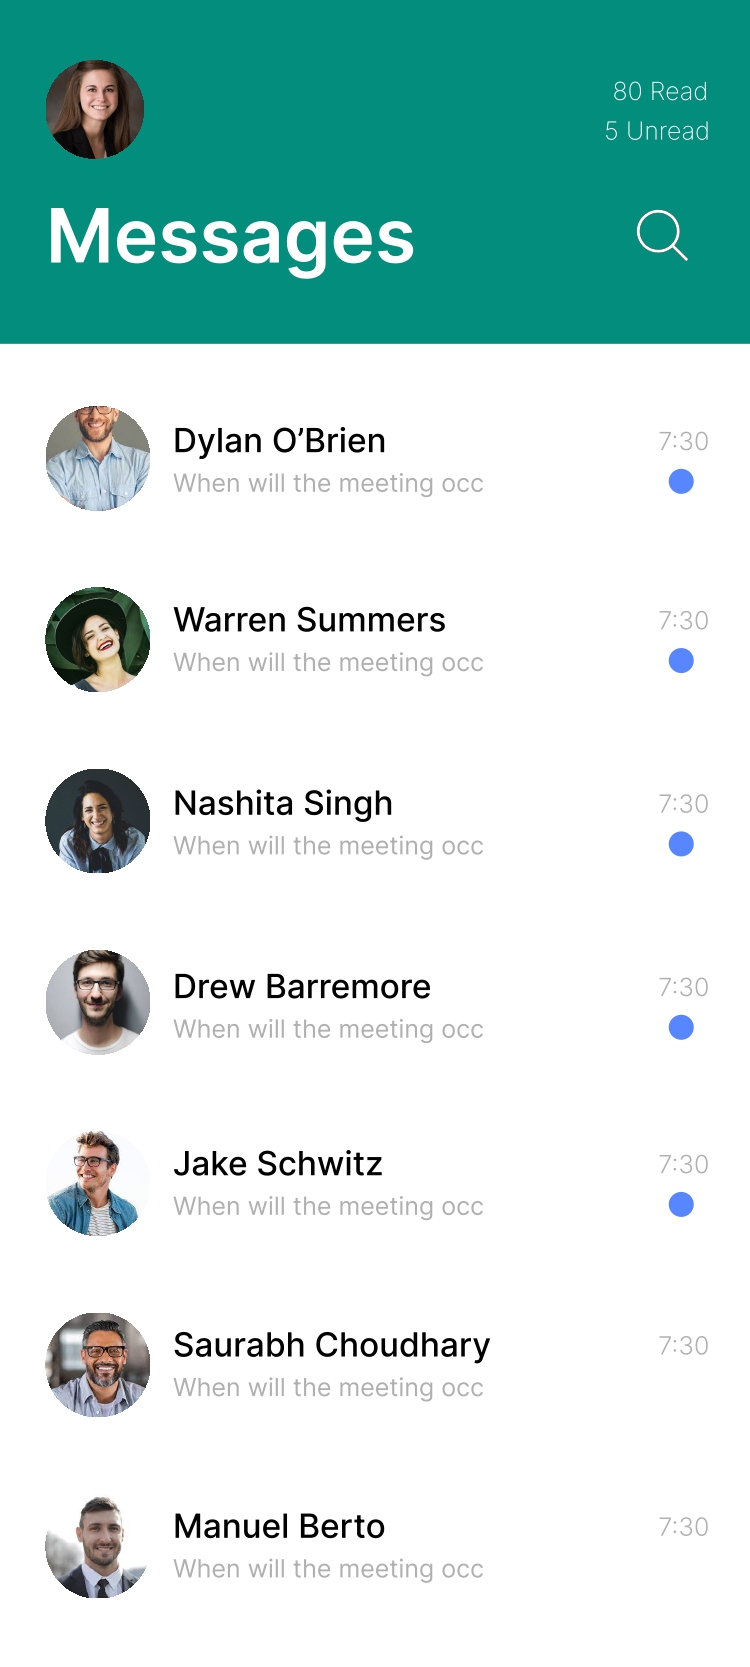 80 Read
5 Unread
Messages
Dylan O’Brien
7:30
When will the meeting occ
Warren Summers
7:30
When will the meeting occ
Nashita Singh
7:30
When will the meeting occ
Drew Barremore
7:30
When will the meeting occ
Jake Schwitz
7:30
When will the meeting occ
Saurabh Choudhary
7:30
When will the meeting occ
Manuel Berto
7:30
When will the meeting occ